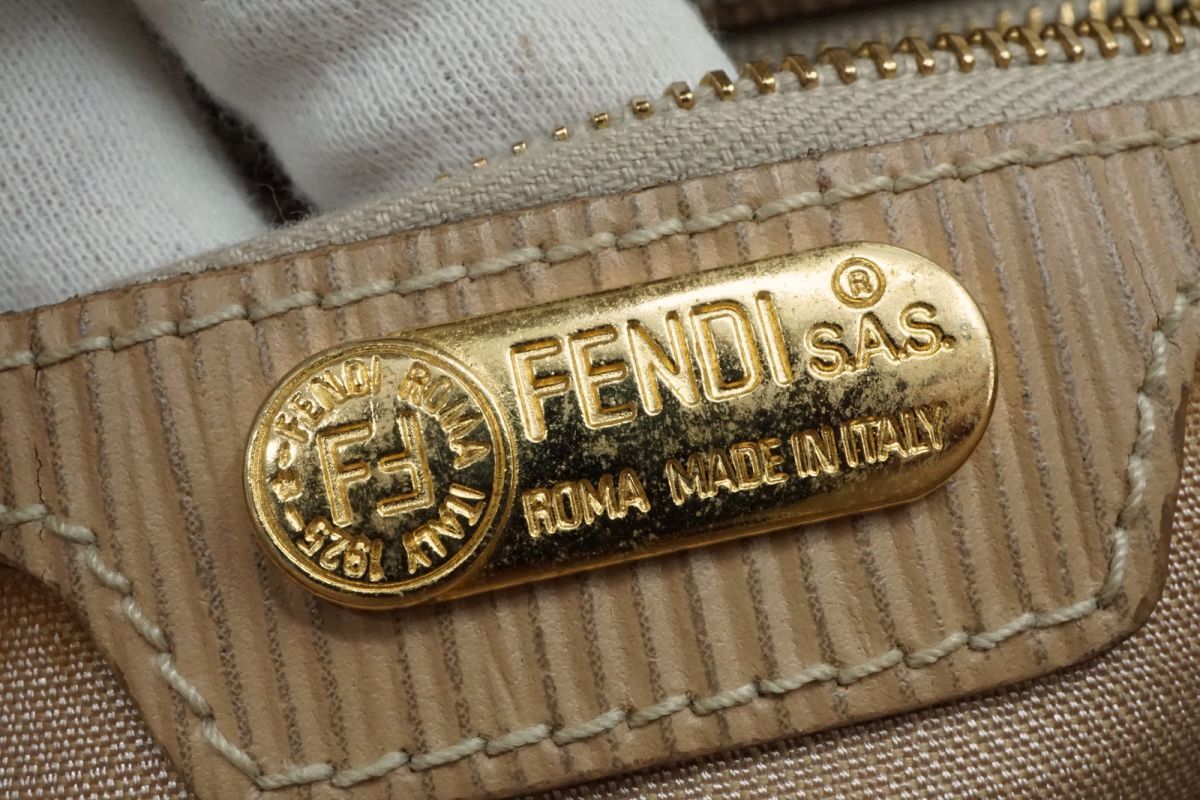 FENDI ROMA ITALY 1925
FF
FENDI ® S.A.S.
ROMA MADE IN ITALY